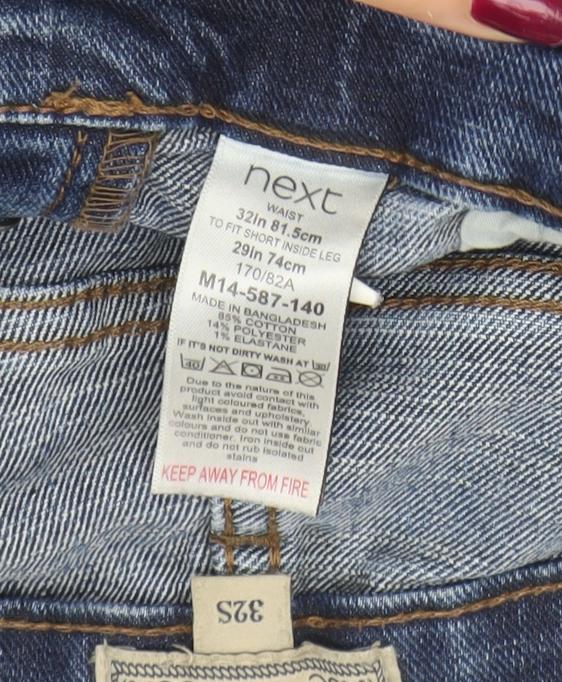 next
WAIST
32in 81.5cm
TO FIT SHORT INSIDE LEG
29in 74cm
170/82A
M14-587-140
MADE IN BANGLADESH
85% COTTON
14% POLYESTER
1% ELASTANE
IF IT'S NOT DIRTY WASH AT 30
40
Due to the nature of this
product avoid contact with
light coloured fabrics,
surfaces and upholstery.
Wash inside out with similar
colours and do not use fabric
conditioner. Iron inside out
and do not rub isolated
stains
KEEP AWAY FROM FIRE
32S